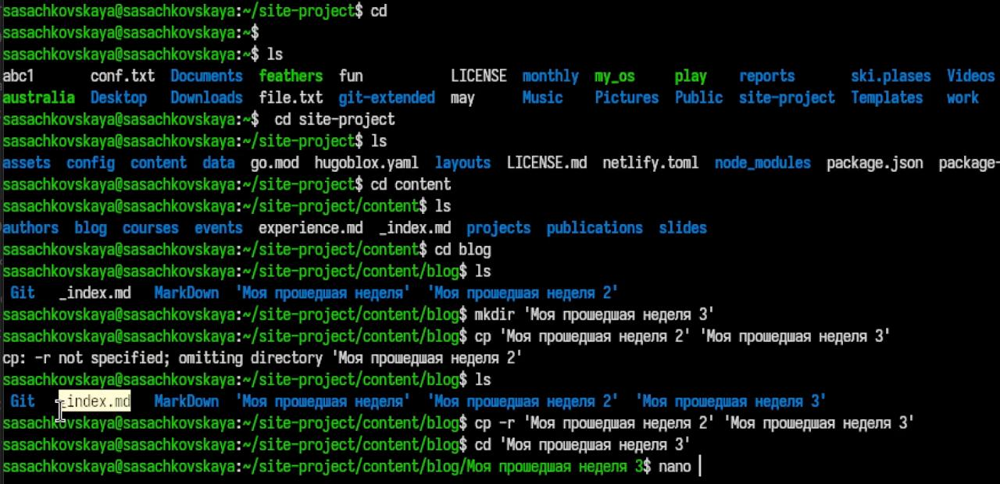 sasachkovskaya@sasachkovskaya:~/site-project$ cd
sasachkovskaya@sasachkovskaya:~$
sasachkovskaya@sasachkovskaya:~$ ls
abc1 conf.txt Documents feathers fun LICENSE monthly my_os play reports ski.plases Videos
australia Desktop Downloads file.txt git-extended may Music Pictures Public site-project Templates work
sasachkovskaya@sasachkovskaya:~$  cd site-project
sasachkovskaya@sasachkovskaya:~/site-project$ ls
assets config content data go.mod hugoblox.yaml layouts LICENSE.md netlify.toml node_modules package.json package-
sasachkovskaya@sasachkovskaya:~/site-project$ cd content
sasachkovskaya@sasachkovskaya:~/site-project/content$ ls
authors blog courses events experience.md _index.md projects publications slides
sasachkovskaya@sasachkovskaya:~/site-project/content$ cd blog
sasachkovskaya@sasachkovskaya:~/site-project/content/blog$ ls
Git _index.md MarkDown 'Моя прошедшая неделя' 'Моя прошедшая неделя 2'
sasachkovskaya@sasachkovskaya:~/site-project/content/blog$ mkdir 'Моя прошедшая неделя 3'
sasachkovskaya@sasachkovskaya:~/site-project/content/blog$ cp 'Моя прошедшая неделя 2' 'Моя прошедшая неделя 3'
cp: -r not specified; omitting directory 'Моя прошедшая неделя 2'
sasachkovskaya@sasachkovskaya:~/site-project/content/blog$ ls
Git _index.md MarkDown 'Моя прошедшая неделя' 'Моя прошедшая неделя 2' 'Моя прошедшая неделя 3'
sasachkovskaya@sasachkovskaya:~/site-project/content/blog$ cp -r 'Моя прошедшая неделя 2' 'Моя прошедшая неделя 3'
sasachkovskaya@sasachkovskaya:~/site-project/content/blog$ cd 'Моя прошедшая неделя 3'
sasachkovskaya@sasachkovskaya:~/site-project/content/blog/Моя прошедшая неделя 3$ nano